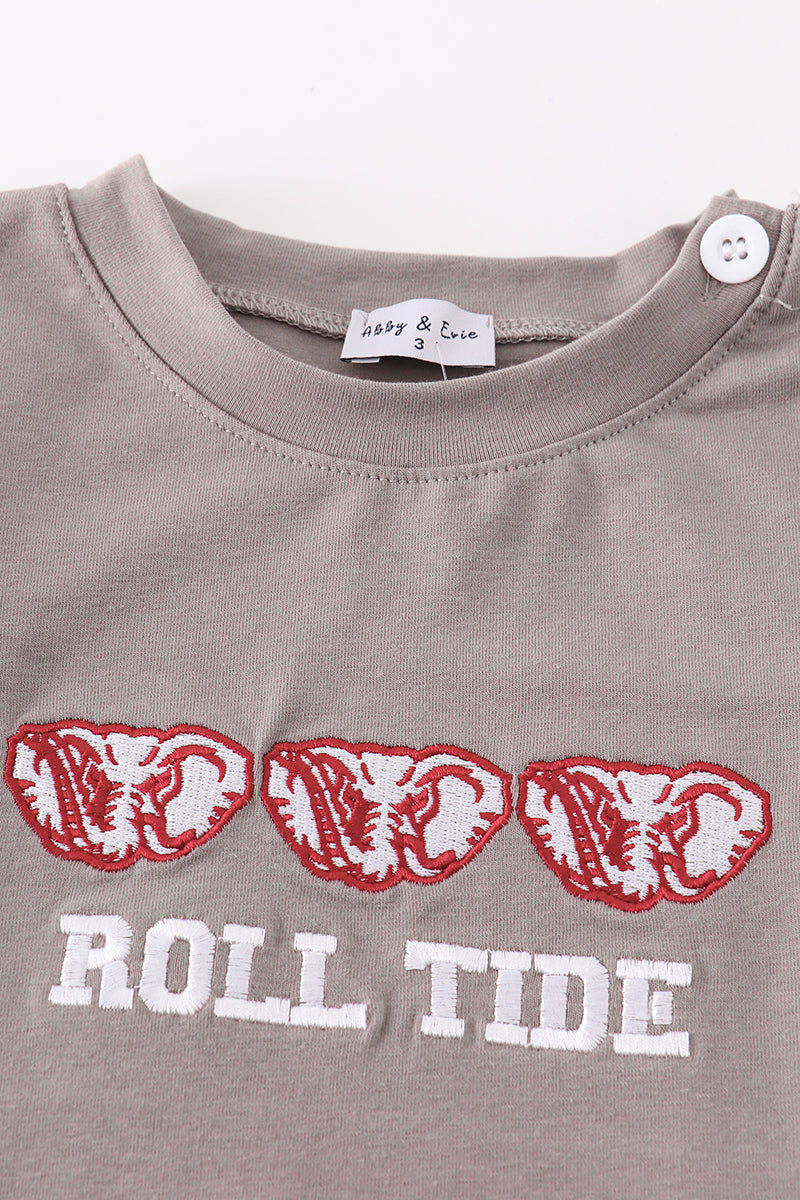 Abby & Evie
3
ROLL TIDE